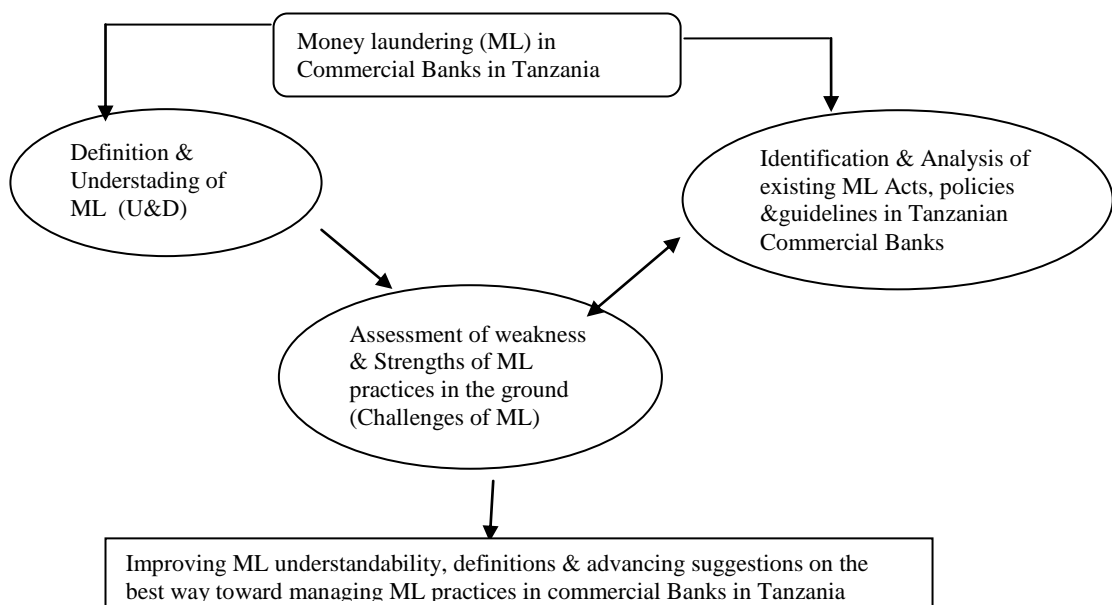 Money laundering (ML) in
Commercial Banks in Tanzania
Definition &
Understading of
ML (U&D)
Identification & Analysis of
existing ML Acts, policies
&guidelines in Tanzanian
Commercial Banks
Assessment of weakness
& Strengths of ML
practices in the ground
(Challenges of ML)
Improving ML understandability, definitions & advancing suggestions on the
best way toward managing ML practices in commercial Banks in Tanzania